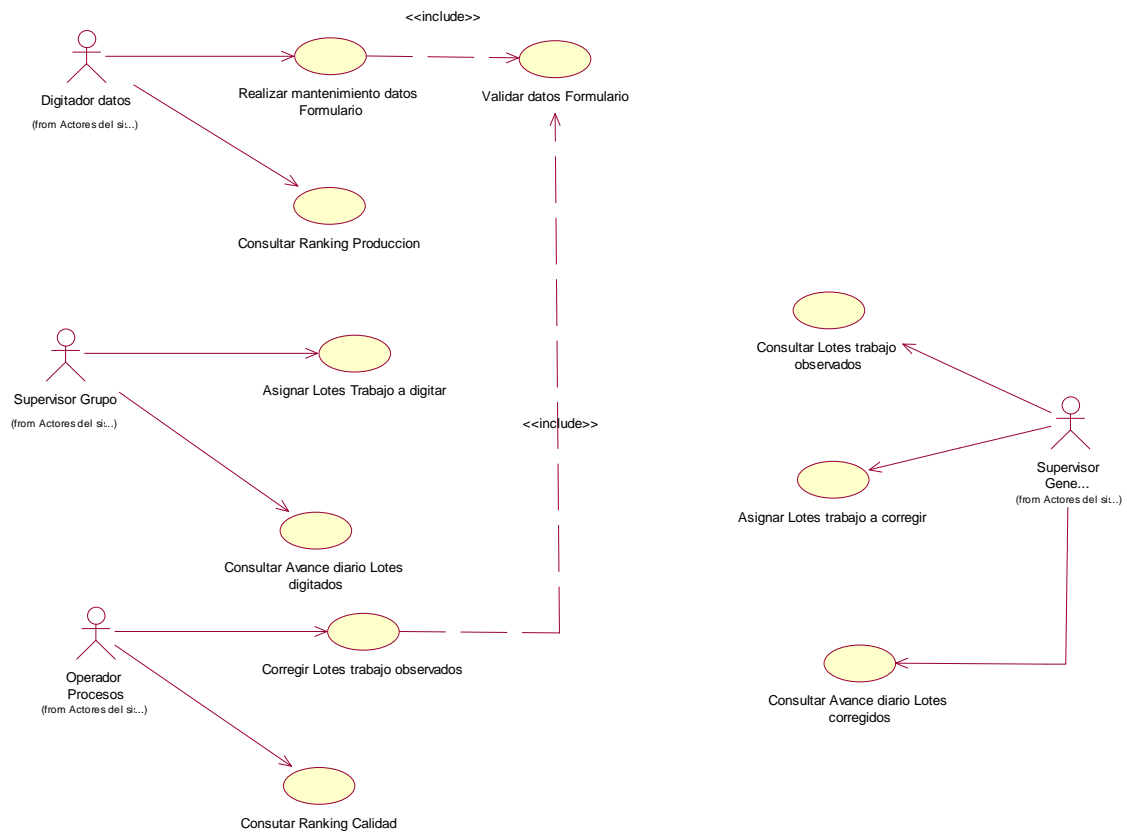 <<include>>
Digitador datos
(from Actores del si:...)
Realizar mantenimiento datos
Formulario
Validar datos Formulario
Consultar Ranking Produccion
Supervisor Grupo
(from Actores del si:...)
Asignar Lotes Trabajo a digitar
<<include>>
Consultar Avance diario Lotes
digitados
Operador
Procesos
(from Actores del si:...)
Corregir Lotes trabajo observados
Consutar Ranking Calidad
Consultar Lotes trabajo
observados
Supervisor
Gene...
(from Actores del si:...)
Asignar Lotes trabajo a corregir
Consultar Avance diario Lotes
corregidos